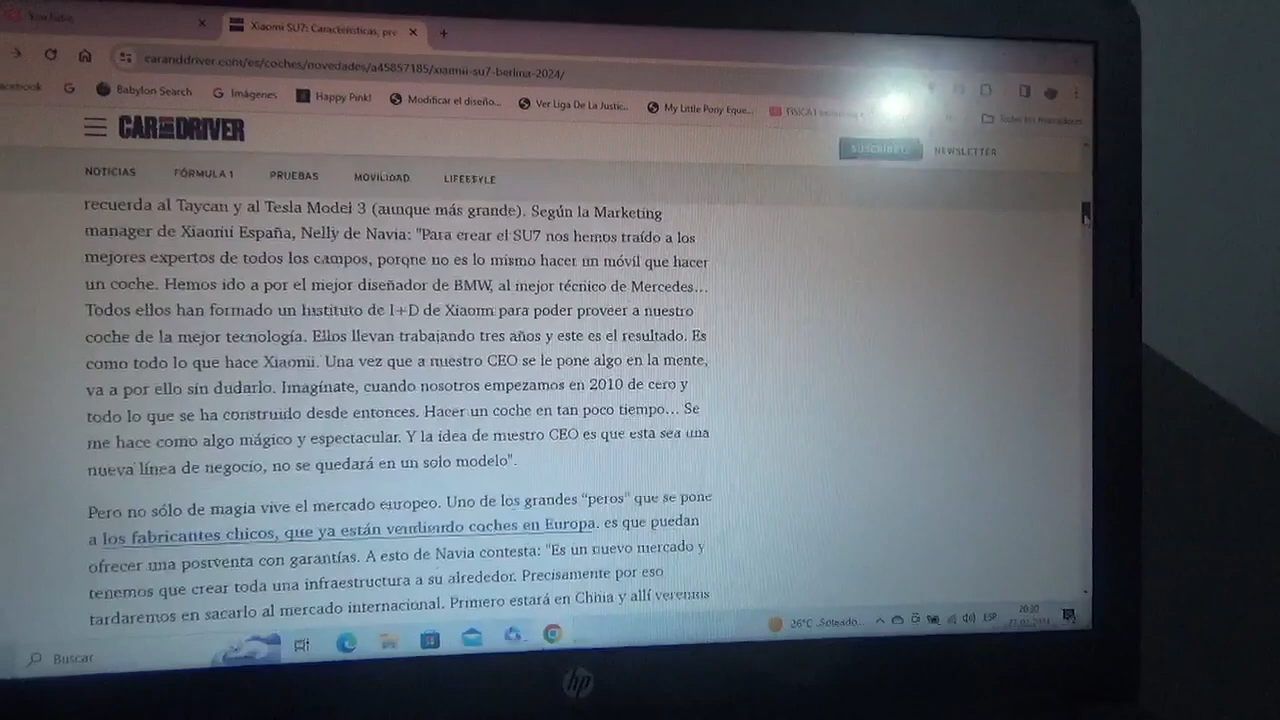 YouTube
Xiaomi SU7: Características, pre
caranddriver.com/es/coches/novedades/a45857185/xiaomi-su7-berlina-2024/
acebook
Babylon Search
Imágenes
Happy Pink!
Modificar el diseño...
Ver Liga De La Justic...
My Little Pony Eque...
Todos los marcadores
CAR AND DRIVER
SUSCRÍBETE
NEWSLETTER
NOTICIAS
FÓRMULA 1
PRUEBAS
MOVILIDAD
LIFEESYLE
recuerda al Taycan y al Tesla Model 3 (aunque más grande). Según la Marketing
manager de Xiaomi España, Nelly de Navia: "Para crear el SU7 nos hemos traído a los
mejores expertos de todos los campos, porque no es lo mismo hacer un móvil que hacer
un coche. Hemos ido a por el mejor diseñador de BMW, al mejor técnico de Mercedes...
Todos ellos han formado un Instituto de I+D de Xiaomi para poder proveer a nuestro
coche de la mejor tecnología. Ellos llevan trabajando tres años y este es el resultado. Es
como todo lo que hace Xiaomi. Una vez que a nuestro CEO se le pone algo en la mente,
va a por ello sin dudarlo. Imagínate, cuando nosotros empezamos en 2010 de cero y
todo lo que se ha construido desde entonces. Hacer un coche en tan poco tiempo... Se
me hace como algo mágico y espectacular. Y la idea de nuestro CEO es que esta sea una
nueva línea de negocio, no se quedará en un solo modelo".
Pero no sólo de magia vive el mercado europeo. Uno de los grandes "peros" que se pone
a los fabricantes chicos, que ya están vendiendo coches en Europa. es que puedan
ofrecer una postventa con garantías. A esto de Navia contesta: "Es un nuevo mercado y
tenemos que crear toda una infraestructura a su alrededor. Precisamente por eso
tardaremos en sacarlo al mercado internacional. Primero estará en China y allí veremos
Buscar
26°C Soleado...
ESP
20:30
hp